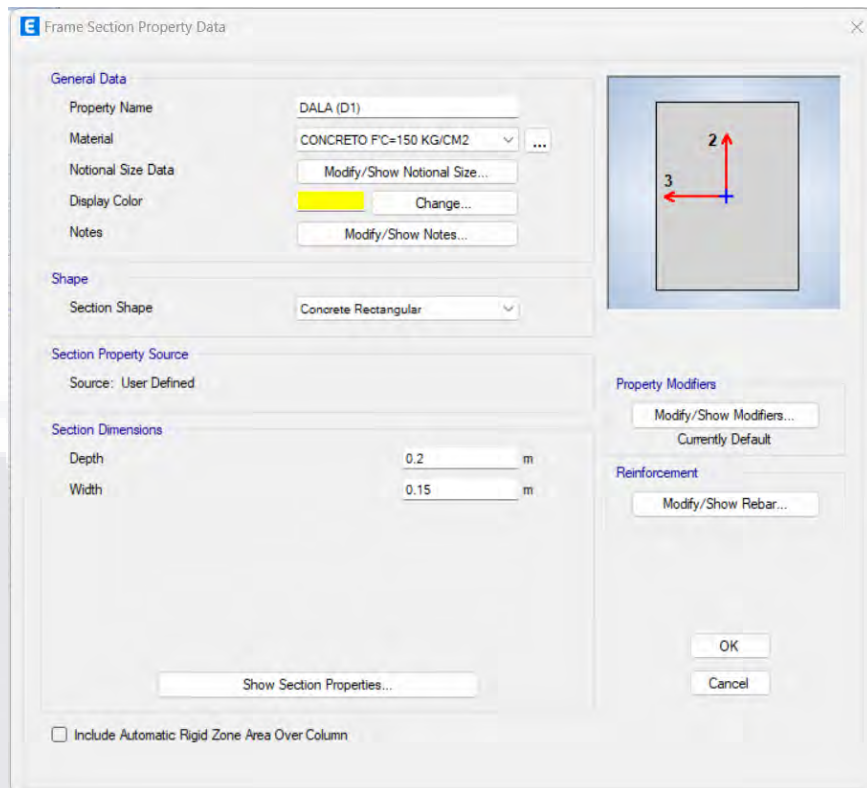 E Frame Section Property Data
General Data
Property Name DALA (D1)
Material CONCRETO F'C=150 KG/CM2 ...
Notional Size Data Modify/Show Notional Size...
Display Color Change...
Notes Modify/Show Notes...
2
3
Shape
Section Shape Concrete Rectangular
Section Property Source
Source: User Defined
Property Modifiers
Modify/Show Modifiers...
Currently Default
Section Dimensions
Depth 0.2 m
Width 0.15 m
Reinforcement
Modify/Show Rebar...
OK
Show Section Properties... Cancel
Include Automatic Rigid Zone Area Over Column